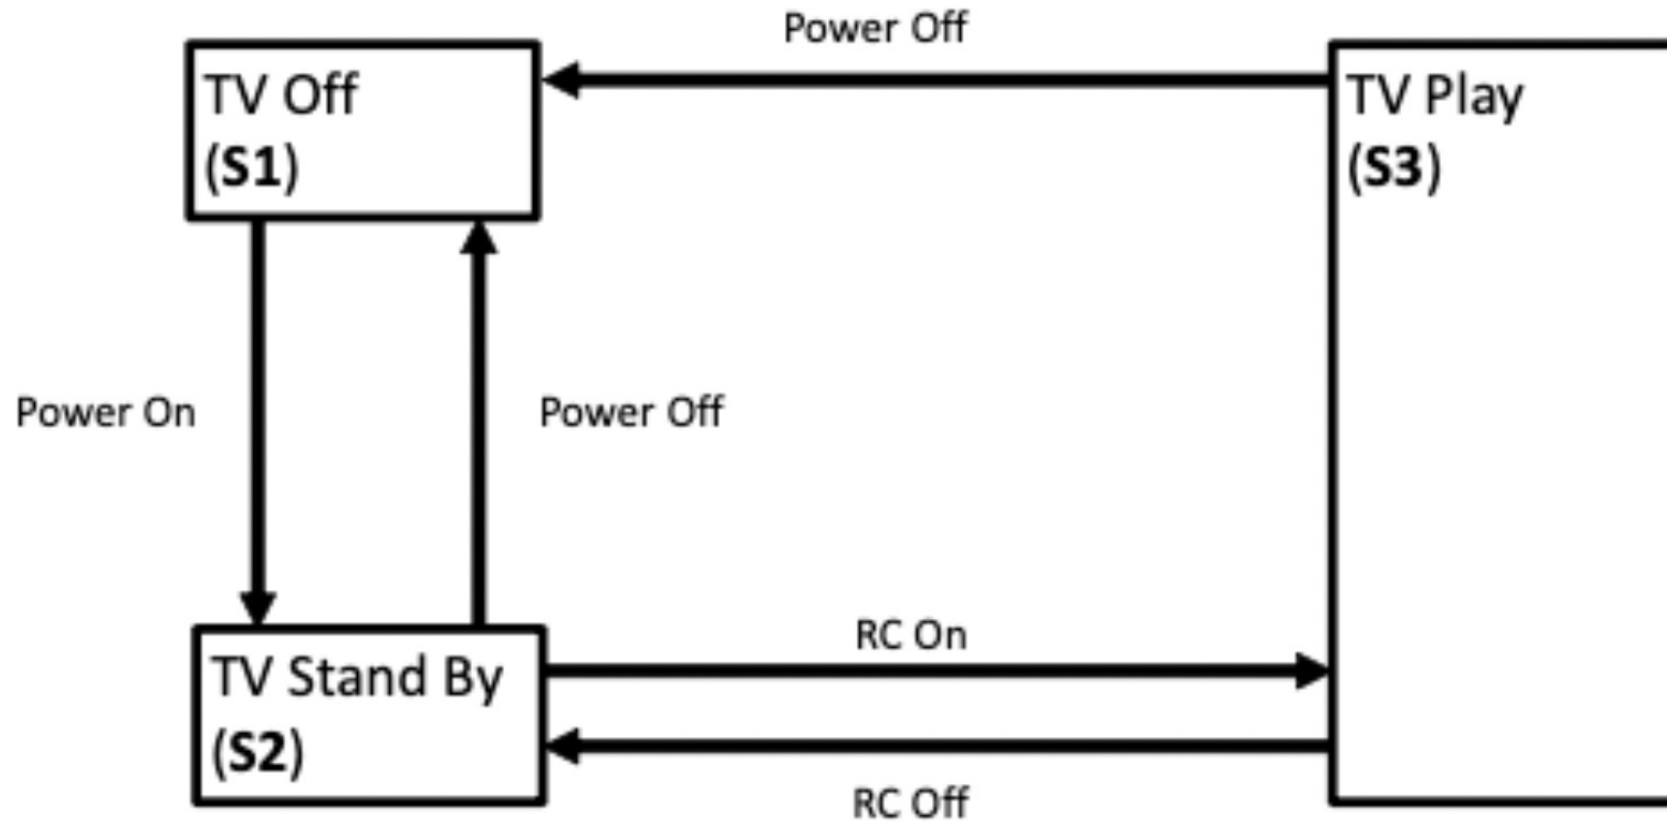 Power Off
TV Off
(S1)
TV Play
(S3)
Power On
Power Off
RC On
TV Stand By
(S2)
RC Off